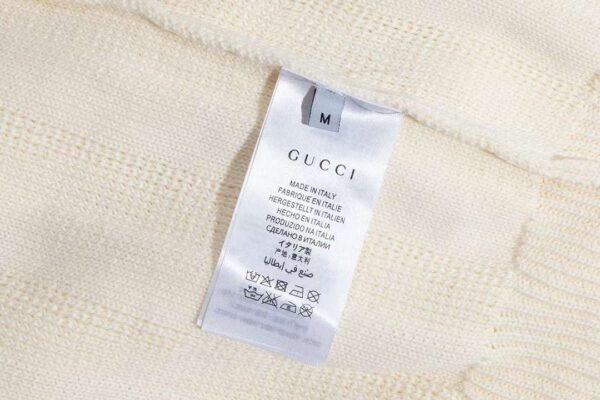 M
GUCCI
MADE IN ITALY
FABRIQUE EN ITALIE
HERGESTELLT IN ITALIEN
HECHO EN ITALIA
PRODUZIDO NA ITALIA
СДЕЛАНО В ИТАЛИИ
イタリア製
产地：意大利
صنع في إيطاليا